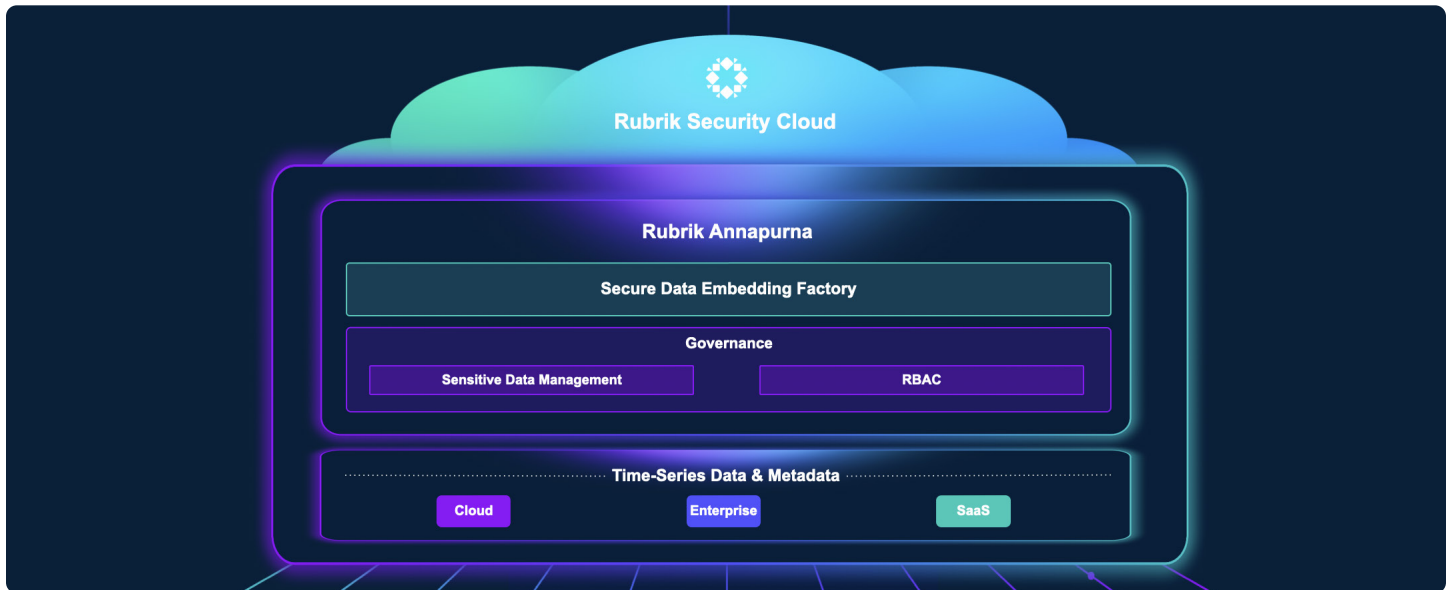 Rubrik Security Cloud
Rubrik Annapurna
Secure Data Embedding Factory
Governance
Sensitive Data Management
RBAC
Time-Series Data & Metadata
Cloud
Enterprise
SaaS